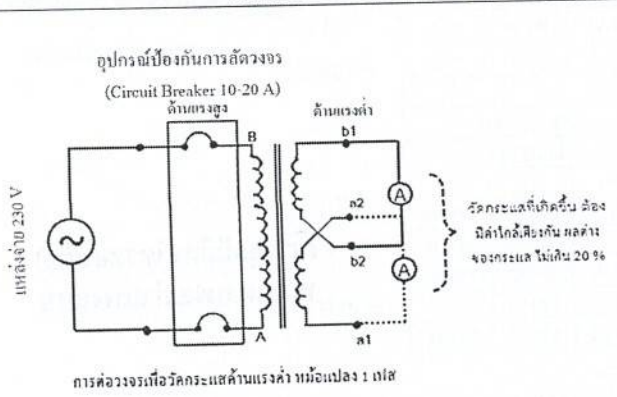 อุปกรณ์ป้องกันการลัดวงจร
(Circuit Breaker 10-20 A)
ด้านแรงสูง
ด้านแรงต่ำ
B
b1
A
a2
วัดกระแสที่เกิดขึ้น ต้อง
มีค่าใกล้เคียงกัน ผลต่าง
ของกระแส ไม่เกิน 20 %
b2
A
แหล่งจ่าย 230 V
A
a1
การต่อวงจรเพื่อวัดกระแสด้านแรงต่ำ หม้อแปลง 1 เฟส